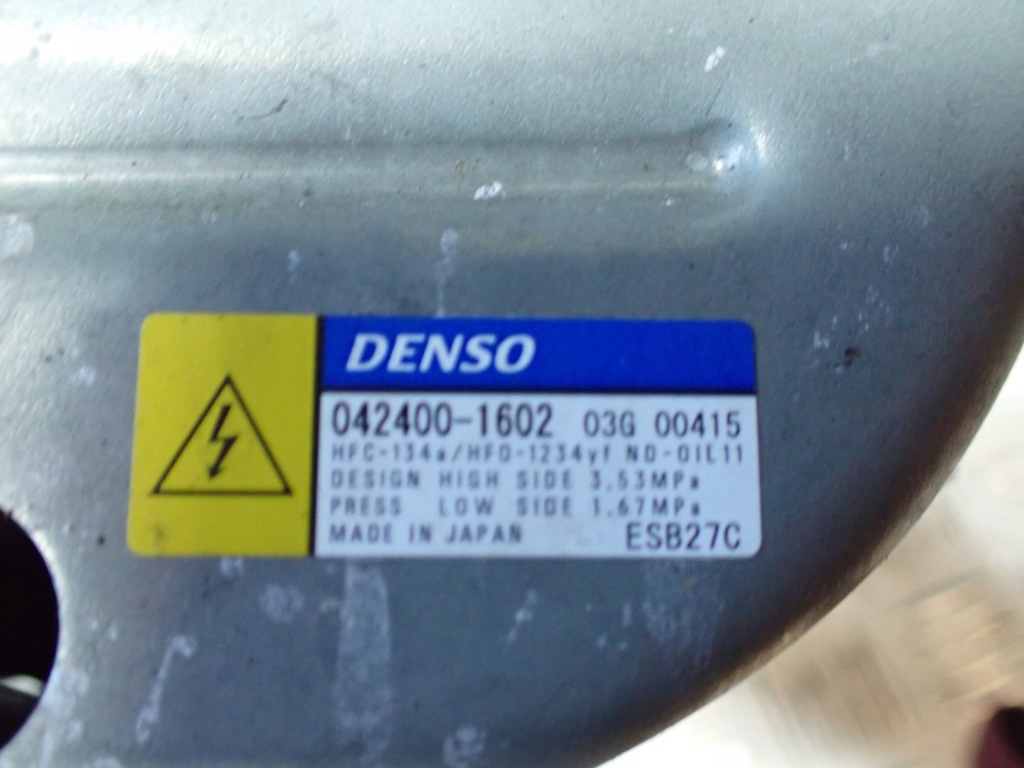 DENSO
042400-1602 03G 00415
HFC-134a/HFO-1234yf ND-OIL11
DESIGN HIGH SIDE 3.53MPa
PRESS LOW SIDE 1.67MPa
MADE IN JAPAN ESB27C